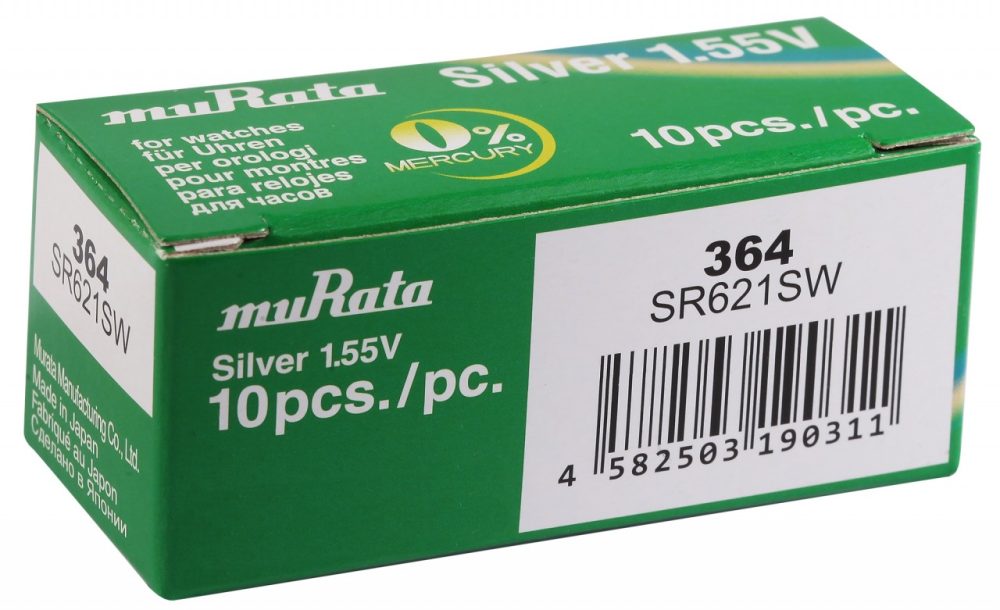 muRata
Silver 1.55V
for watches
für Uhren
per orologi
pour montres
para relojes
для часов
0%
MERCURY
10pcs./pc.
364
SR621SW
Murata Manufacturing Co., Ltd.
Made in Japan
Fabriqué au Japon
Сделано в Японии
muRata
Silver 1.55V
10pcs./pc.
364
SR621SW
4 582503 190311